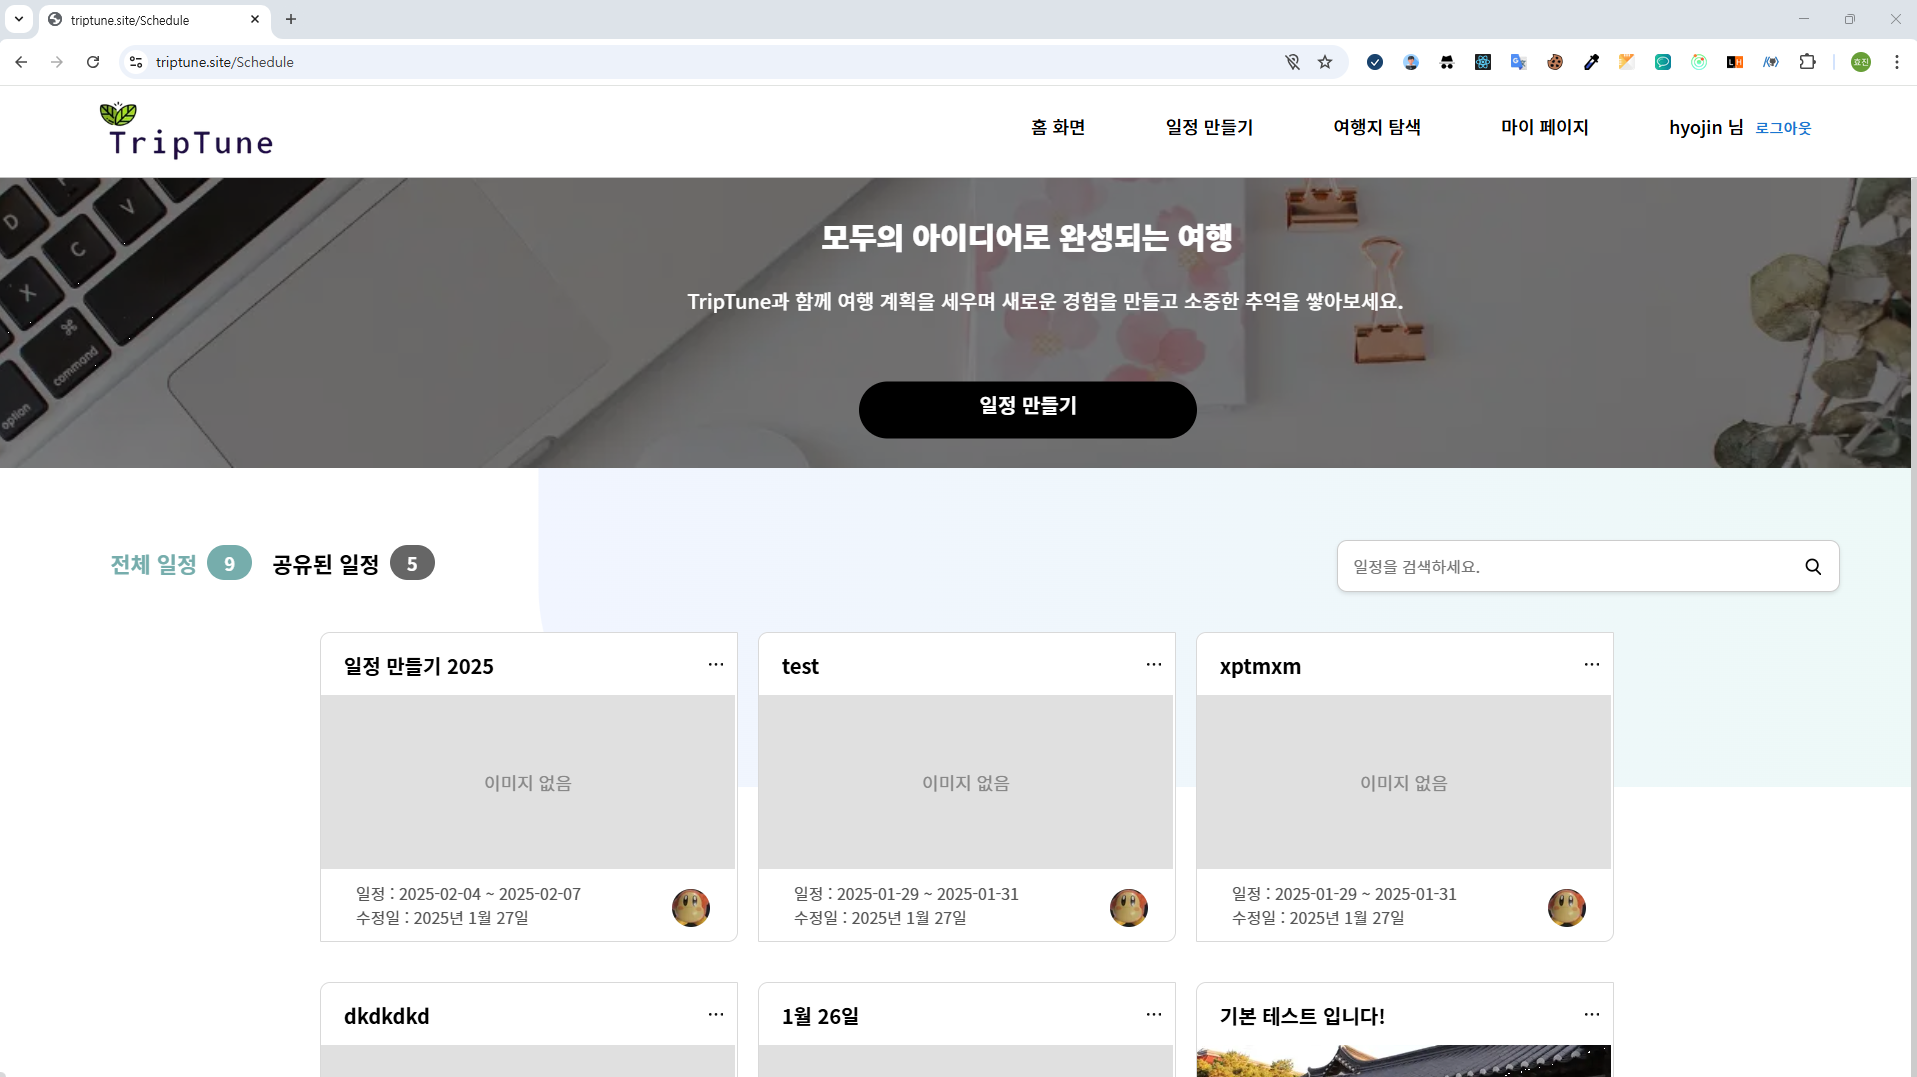 triptune.site/Schedule
triptune.site/Schedule
효진
TripTune
홈 화면
일정 만들기
여행지 탐색
마이 페이지
hyojin 님 로그아웃
모두의 아이디어로 완성되는 여행
TripTune과 함께 여행 계획을 세우며 새로운 경험을 만들고 소중한 추억을 쌓아보세요.
일정 만들기
D
V
C
X
⌘
command
option
전체 일정 9
공유된 일정 5
일정을 검색하세요.
일정 만들기 2025
이미지 없음
일정 : 2025-02-04 ~ 2025-02-07
수정일 : 2025년 1월 27일
test
이미지 없음
일정 : 2025-01-29 ~ 2025-01-31
수정일 : 2025년 1월 27일
xptmxm
이미지 없음
일정 : 2025-01-29 ~ 2025-01-31
수정일 : 2025년 1월 27일
dkdkdkd
1월 26일
기본 테스트 입니다!